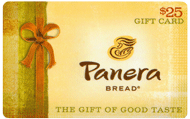 $25
GIFT CARD
Panera
BREAD®
THE GIFT OF GOOD TASTE